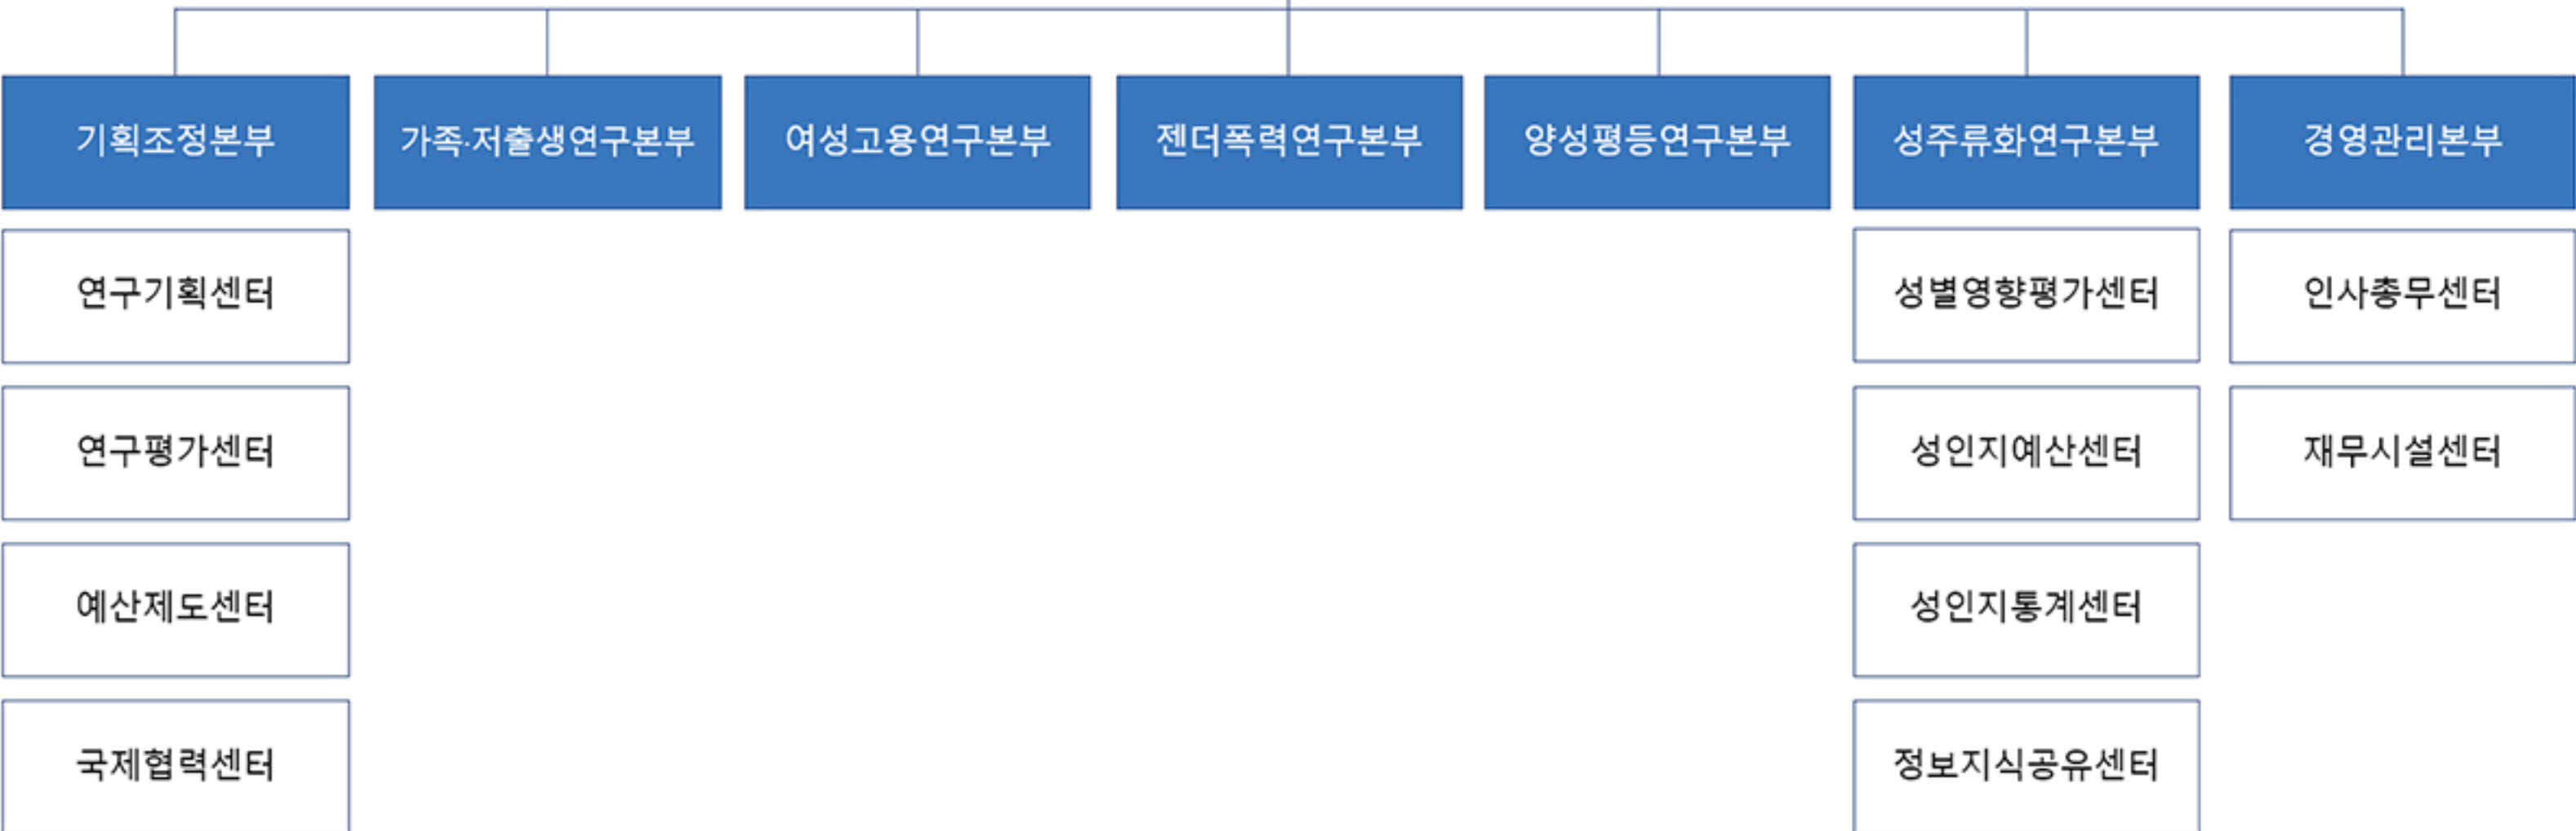 기획조정본부
가족·저출생연구본부
여성고용연구본부
젠더폭력연구본부
양성평등연구본부
성주류화연구본부
경영관리본부
연구기획센터
성별영향평가센터
인사총무센터
연구평가센터
성인지예산센터
재무시설센터
예산제도센터
성인지통계센터
국제협력센터
정보지식공유센터